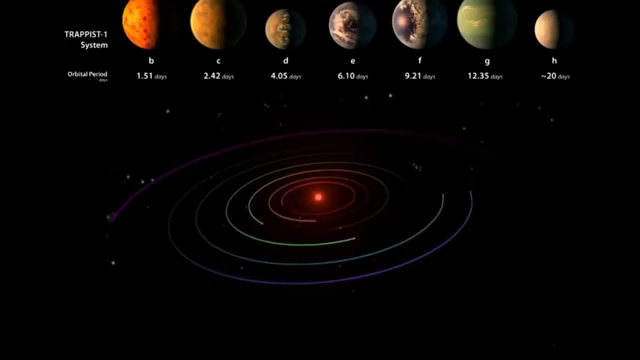 TRAPPIST-1
System
b c d e f g h
Orbital Period
days
1.51 days 2.42 days 4.05 days 6.10 days 9.21 days 12.35 days ~20 days